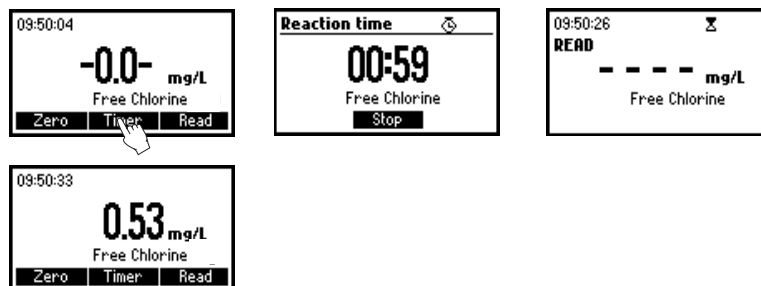 09:50:04
-0.0- mg/L
Free Chlorine
Zero Timer Read
Reaction time
00:59
Free Chlorine
Stop
09:50:26
READ
- - - - mg/L
Free Chlorine
09:50:33
0.53 mg/L
Free Chlorine
Zero Timer Read